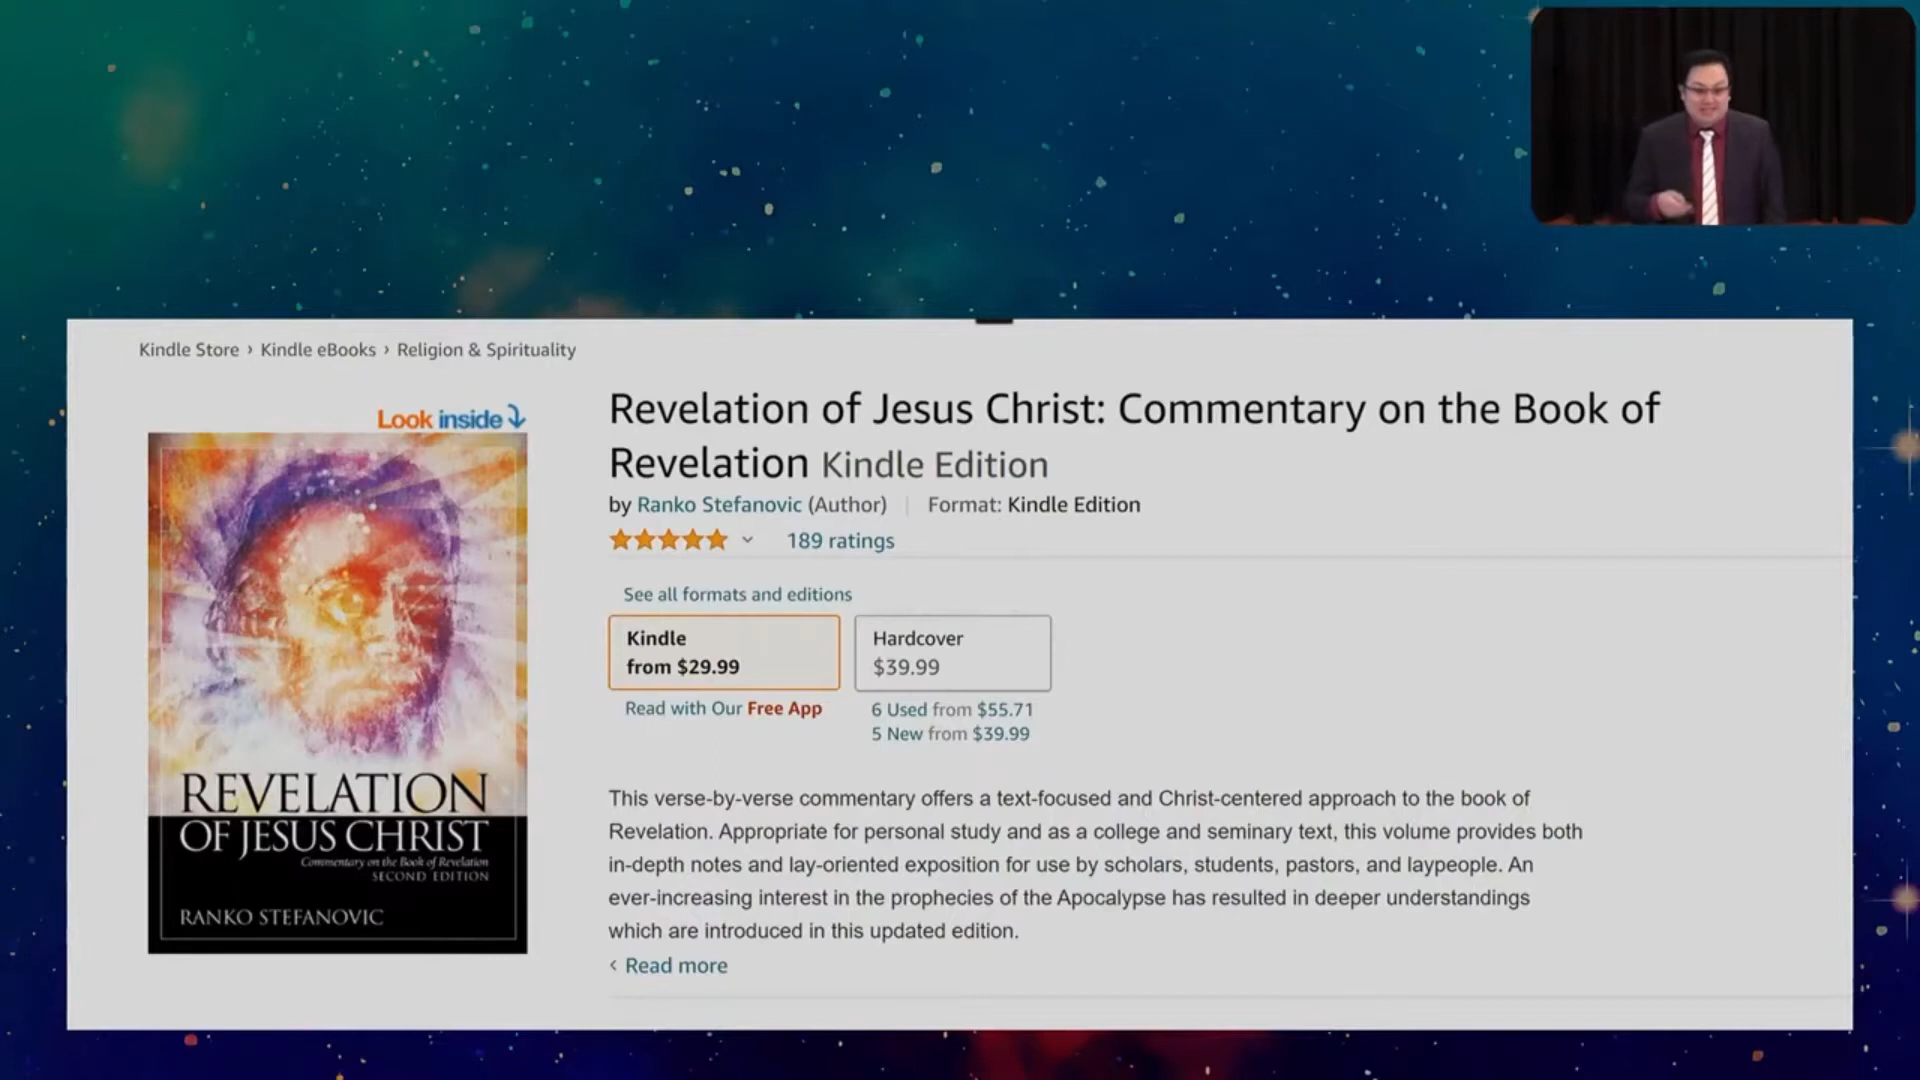 Kindle Store › Kindle eBooks › Religion & Spirituality
Look inside
REVELATION
OF JESUS CHRIST
Commentary on the Book of Revelation
SECOND EDITION
RANKO STEFANOVIC
Revelation of Jesus Christ: Commentary on the Book of
Revelation Kindle Edition
by Ranko Stefanovic (Author) | Format: Kindle Edition
189 ratings
See all formats and editions
Kindle
from $29.99
Read with Our Free App
Hardcover
$39.99
6 Used from $55.71
5 New from $39.99
This verse-by-verse commentary offers a text-focused and Christ-centered approach to the book of
Revelation. Appropriate for personal study and as a college and seminary text, this volume provides both
in-depth notes and lay-oriented exposition for use by scholars, students, pastors, and laypeople. An
ever-increasing interest in the prophecies of the Apocalypse has resulted in deeper understandings
which are introduced in this updated edition.
‹ Read more